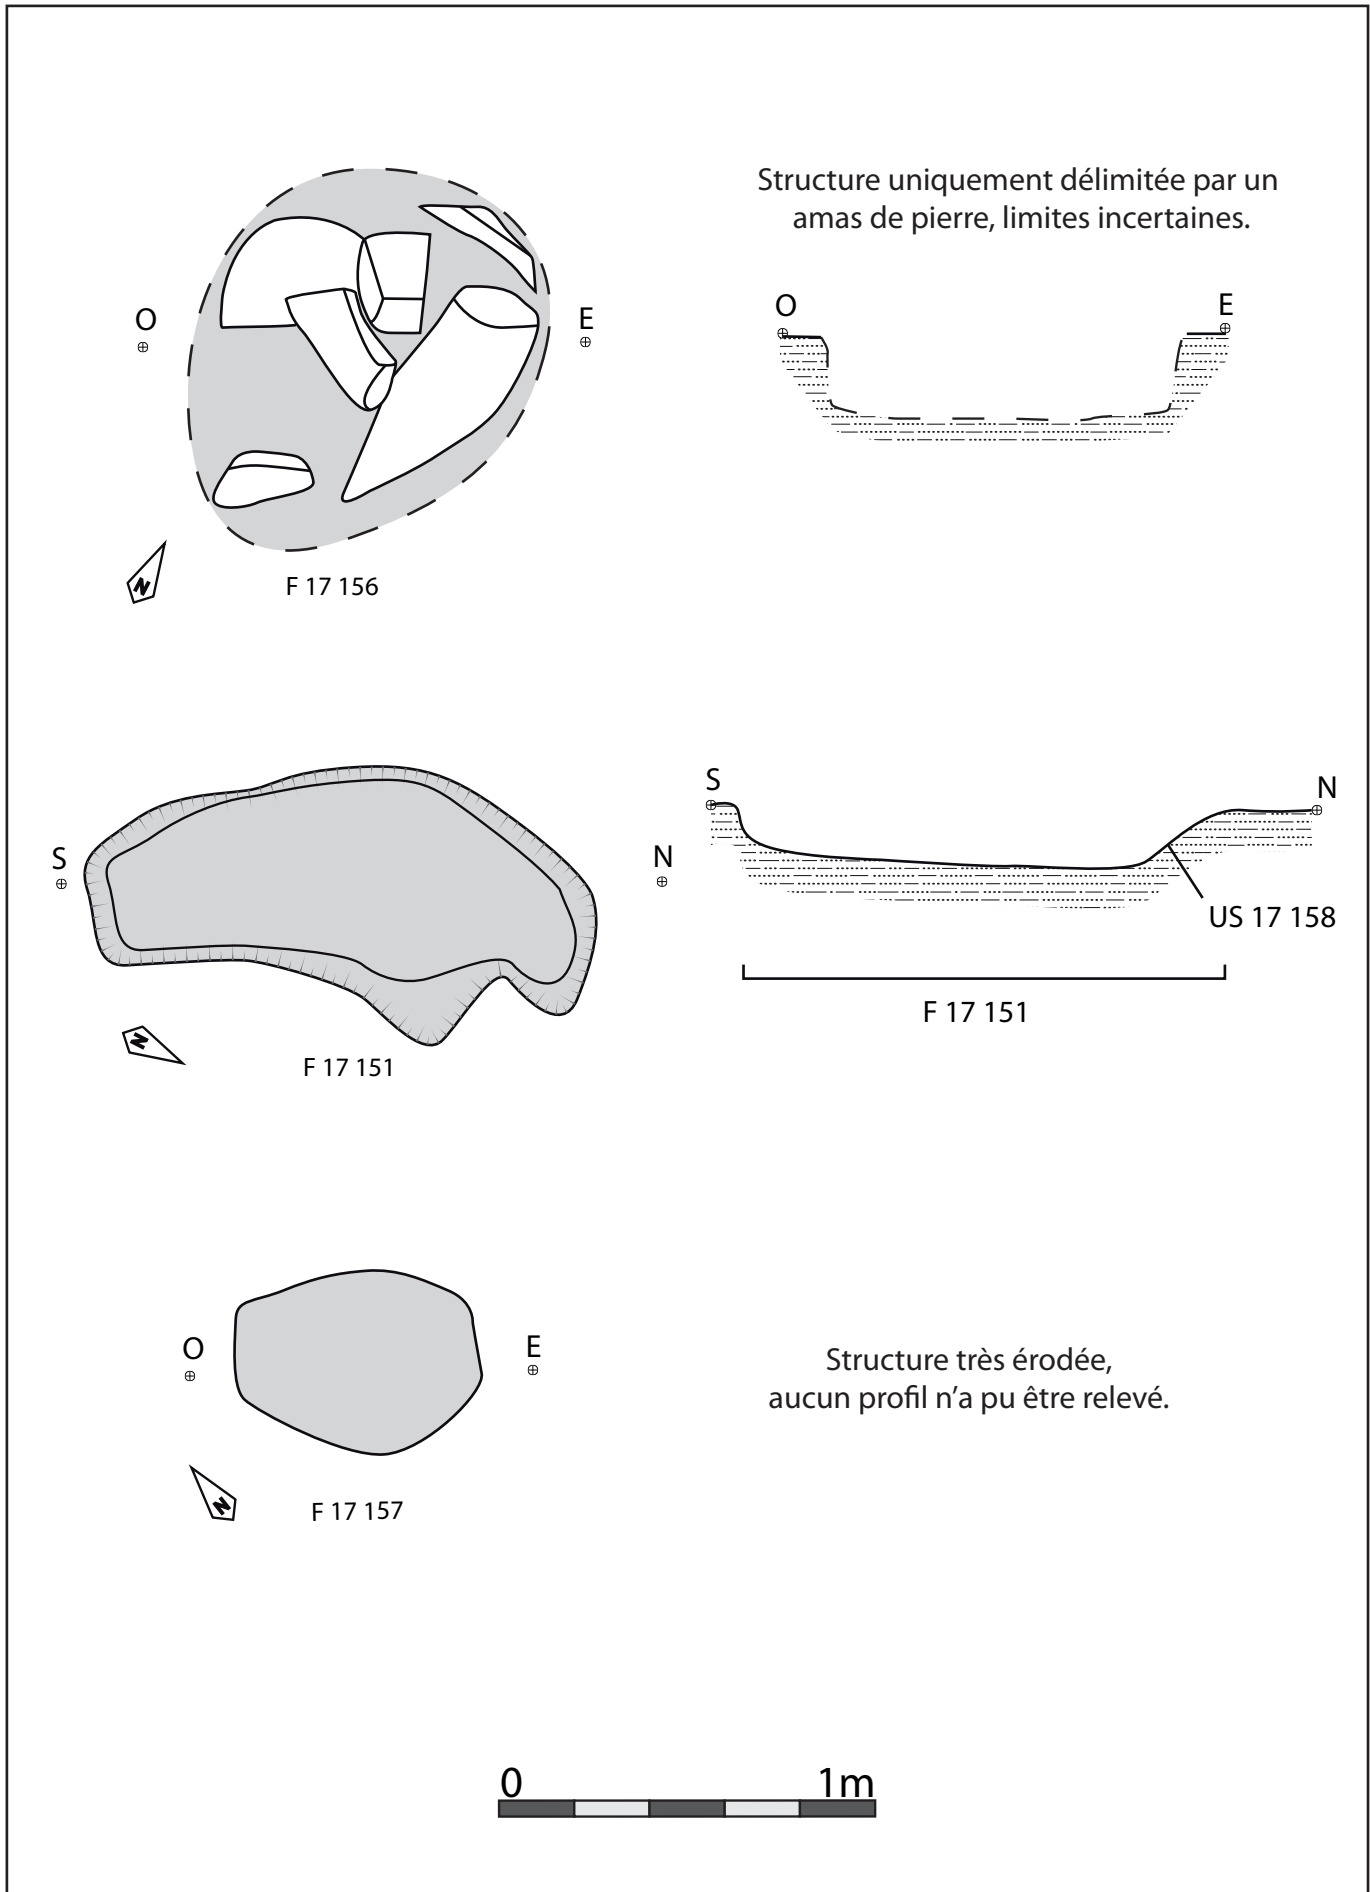 Structure uniquement délimitée par un
amas de pierre, limites incertaines.
O
E
O
E
N
F 17 156
S
N
S
N
US 17 158
F 17 151
N
F 17 151
O
E
Structure très érodée,
aucun profil n'a pu être relevé.
N
F 17 157
0
1m